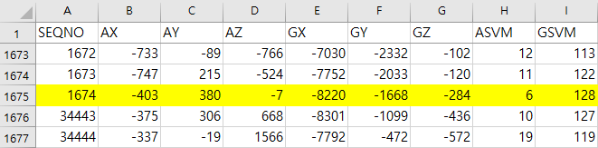 A B C D E F G H I
1 SEQNO AX AY AZ GX GY GZ ASVM GSVM
1673 1672 -733 -89 -766 -7030 -2332 -102 12 113
1674 1673 -747 215 -524 -7752 -2033 -120 11 122
1675 1674 -403 380 -7 -8220 -1668 -284 6 128
1676 34443 -375 306 668 -8301 -1099 -436 10 127
1677 34444 -337 -19 1566 -7792 -472 -572 19 119